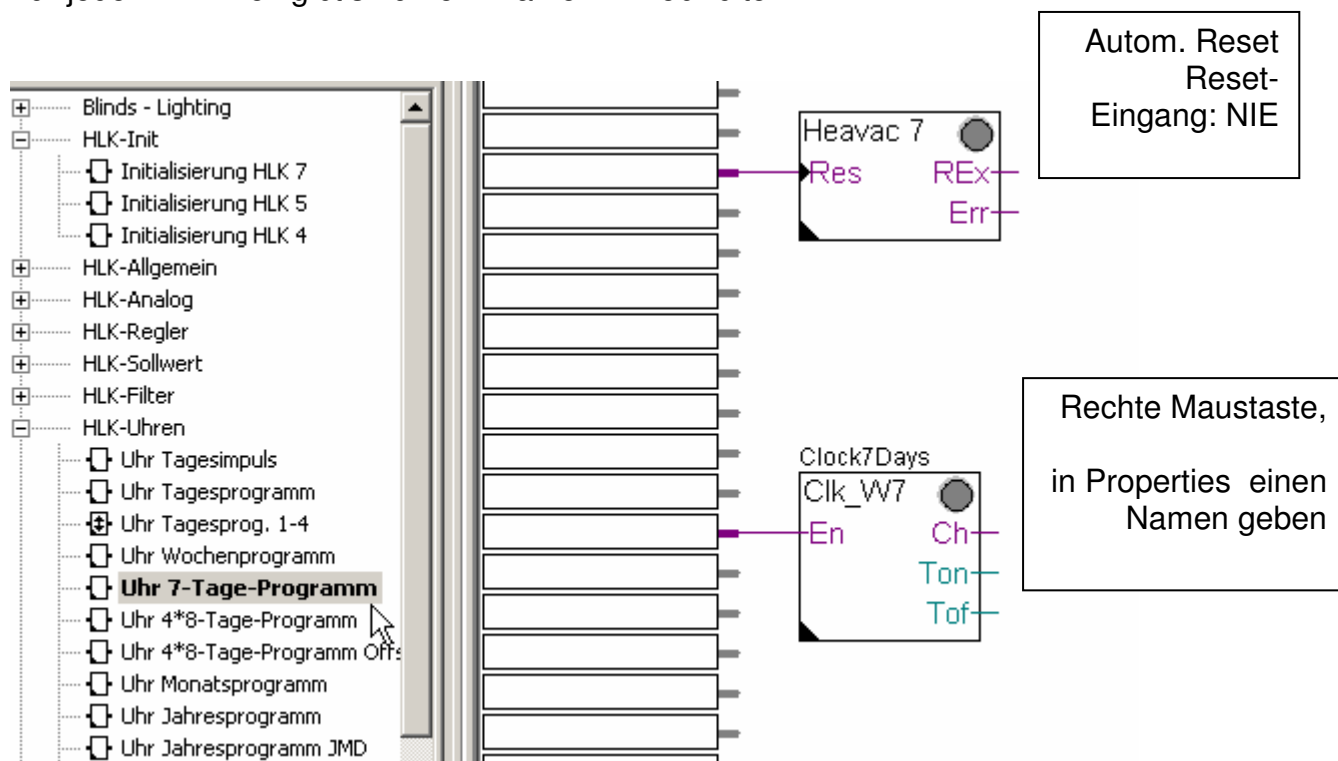 Autom. Reset
Reset-
Eingang: NIE
Blinds - Lighting
HLK-Init
Initialisierung HLK 7
Initialisierung HLK 5
Initialisierung HLK 4
HLK-Allgemein
HLK-Analog
HLK-Regler
HLK-Sollwert
HLK-Filter
HLK-Uhren
Uhr Tagesimpuls
Uhr Tagesprogramm
Uhr Tagesprog. 1-4
Uhr Wochenprogramm
Uhr 7-Tage-Programm
Uhr 4*8-Tage-Programm
Uhr 4*8-Tage-Programm Offs
Uhr Monatsprogramm
Uhr Jahresprogramm
Uhr Jahresprogramm JMD
Heavac 7
Res REx
Err
Clock7Days
Clk_W7
En Ch
Ton
Tof
Rechte Maustaste,
in Properties einen
Namen geben